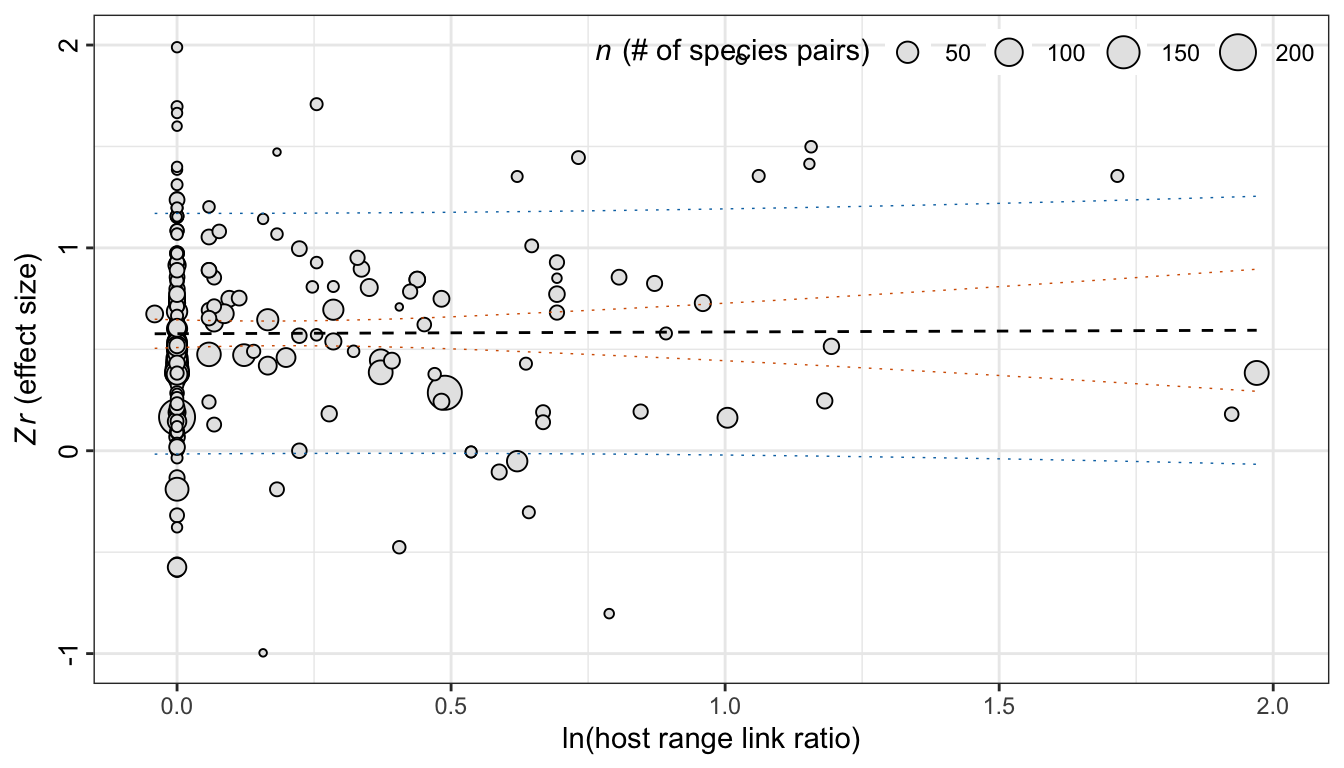 n (# of species pairs) 50 100 150 200
2
1
0
-1
Zr (effect size)
0.0 0.5 1.0 1.5 2.0
ln(host range link ratio)